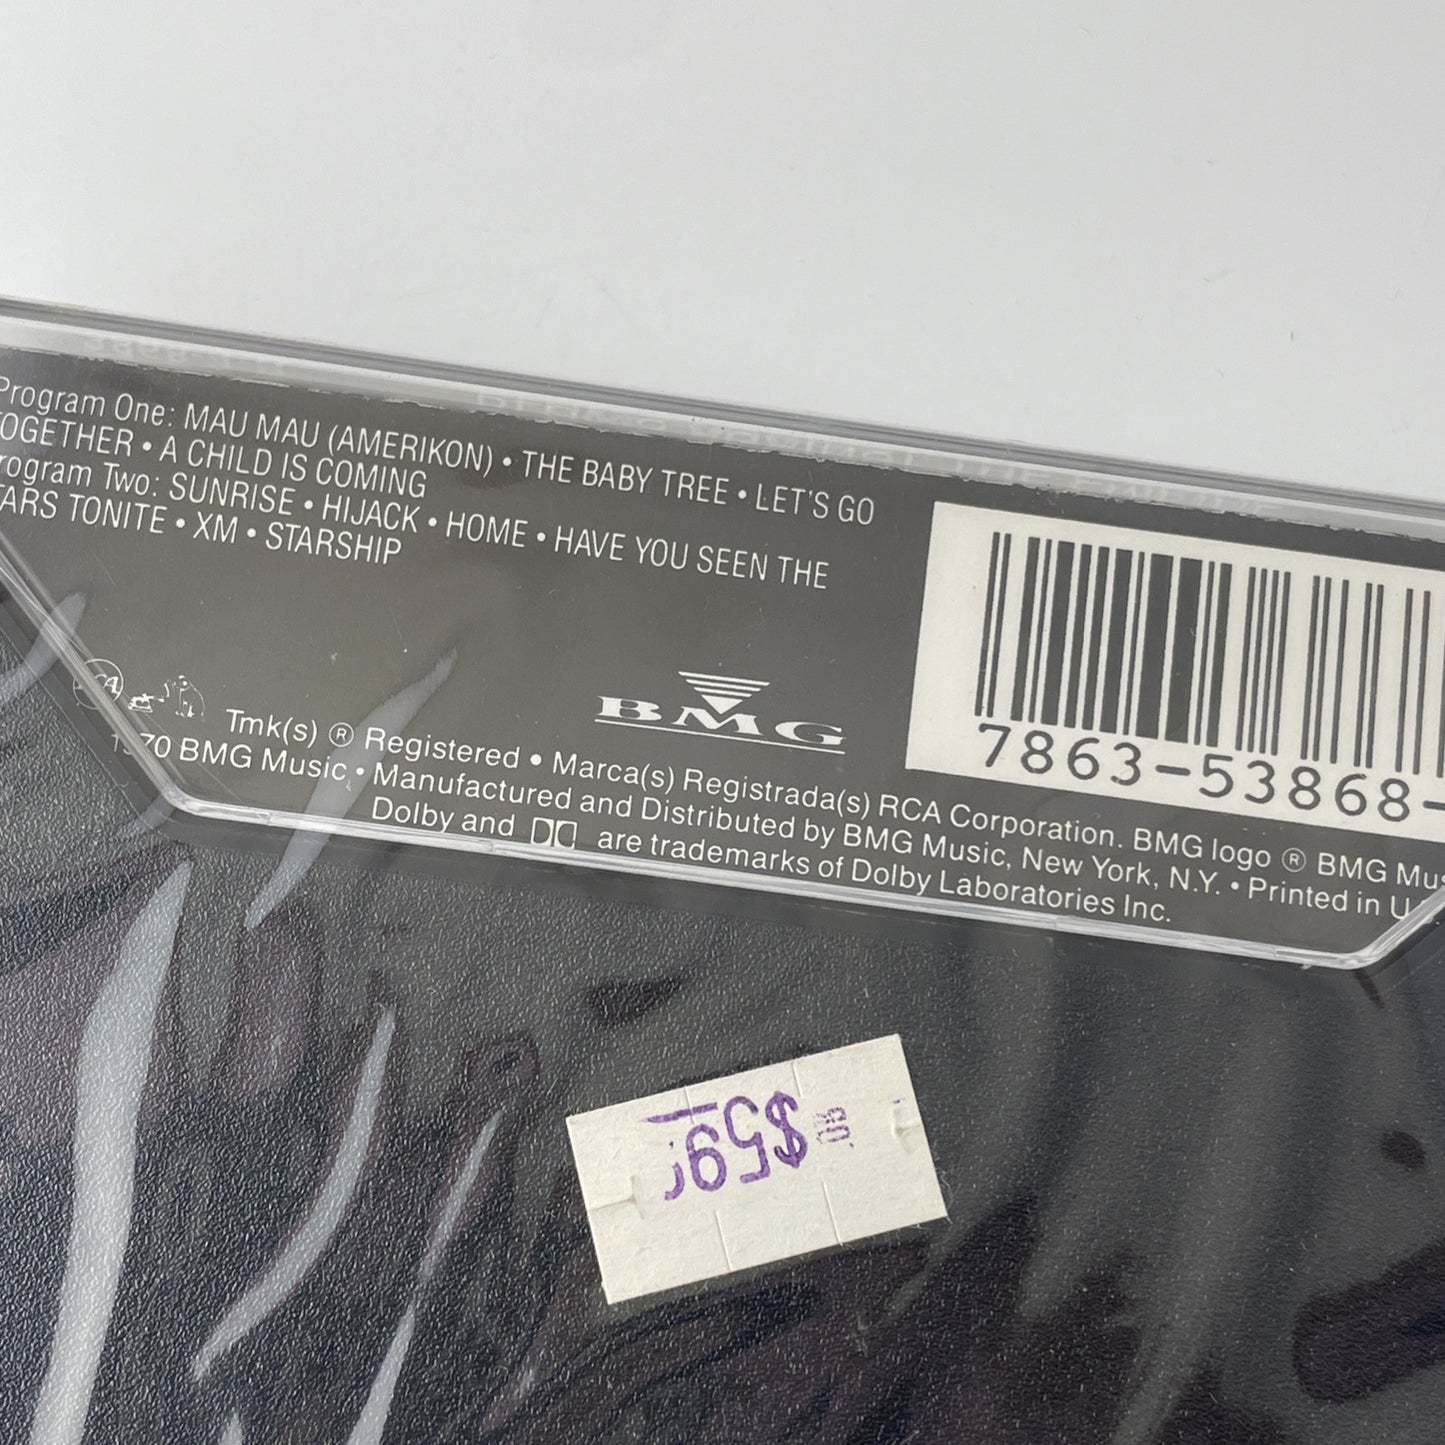 Program One: MAU MAU (AMERIKON) • THE BABY TREE • LET'S GO
TOGETHER • A CHILD IS COMING
Program Two: SUNRISE • HIJACK • HOME • HAVE YOU SEEN THE
STARS TONITE • XM • STARSHIP
BMG
7863-53868-
Tmk(s) ® Registered • Marca(s) Registrada(s) RCA Corporation. BMG logo ® BMG
1970 BMG Music • Manufactured and Distributed by BMG Music, New York, N.Y. • Printed in
Dolby and are trademarks of Dolby Laboratories Inc.
$59